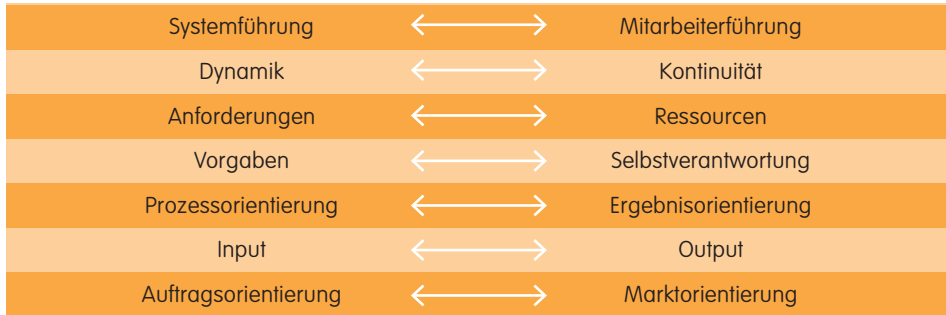 Systemführung Mitarbeiterführung
Dynamik Kontinuität
Anforderungen Ressourcen
Vorgaben Selbstverantwortung
Prozessorientierung Ergebnisorientierung
Input Output
Auftragsorientierung Marktorientierung